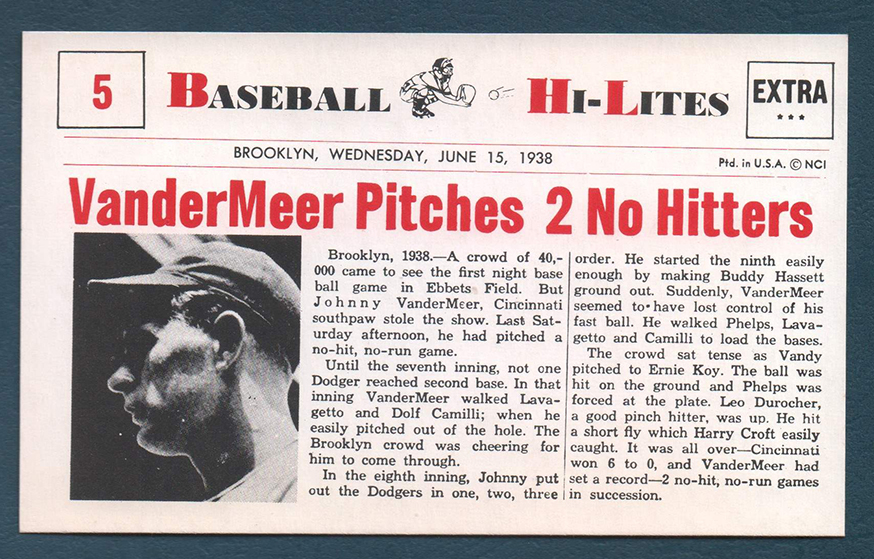 5
BASEBALL HI-LITES
EXTRA
***
BROOKLYN, WEDNESDAY, JUNE 15, 1938
Ptd. in U.S.A. © NCI
VanderMeer Pitches 2 No Hitters
Brooklyn, 1938.—A crowd of 40,-
000 came to see the first night base
ball game in Ebbets Field. But
Johnny VanderMeer, Cincinnati
southpaw stole the show. Last Sat-
urday afternoon, he had pitched a
no-hit, no-run game.
Until the seventh inning, not one
Dodger reached second base. In that
inning VanderMeer walked Lava-
getto and Dolf Camilli; when he
easily pitched out of the hole. The
Brooklyn crowd was cheering for
him to come through.
In the eighth inning, Johnny put
out the Dodgers in one, two, three
order. He started the ninth easily
enough by making Buddy Hassett
ground out. Suddenly, VanderMeer
seemed to have lost control of his
fast ball. He walked Phelps, Lava-
getto and Camilli to load the bases.
The crowd sat tense as Vandy
pitched to Ernie Koy. The ball was
hit on the ground and Phelps was
forced at the plate. Leo Durocher,
a good pinch hitter, was up. He hit
a short fly which Harry Croft easily
caught. It was all over—Cincinnati
won 6 to 0, and VanderMeer had
set a record—2 no-hit, no-run games
in succession.